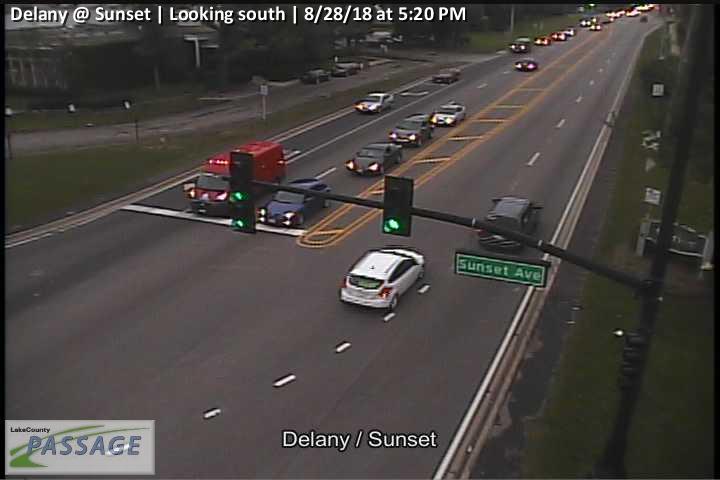 Delany @ Sunset | Looking south | 8/28/18 at 5:20 PM
Sunset Ave
Delany / Sunset
LakeCounty
PASSAGE